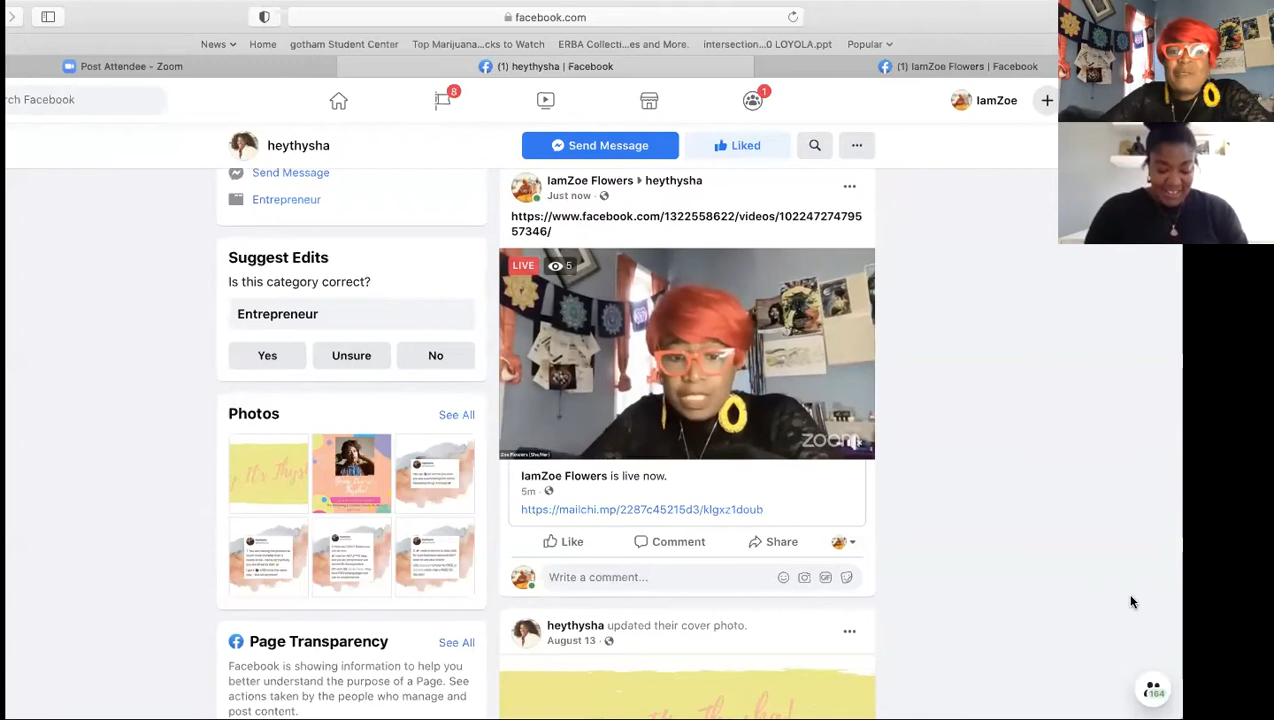 facebook.com
News
Home
gotham Student Center
Top Marijuana...cks to Watch
ERBA Collecti...es and More.
intersection...0 LOYOLA.ppt
Popular
Post Attendee - Zoom
(1) heythysha | Facebook
(1) IamZoe Flowers | Facebook
rch Facebook
8
1
IamZoe
heythysha
Send Message
Liked
Send Message
Entrepreneur
Suggest Edits
Is this category correct?
Entrepreneur
Yes
Unsure
No
Photos
See All
Page Transparency
See All
Facebook is showing information to help you
better understand the purpose of a Page. See
actions taken by the people who manage and
post content.
IamZoe Flowers heythysha
Just now
https://www.facebook.com/1322558622/videos/102247274795
57346/
LIVE 5
zoom
Zoe Flowers (She/Her)
IamZoe Flowers is live now.
5m
https://mailchi.mp/2287c45215d3/klgxz1doub
Like
Comment
Share
Write a comment...
GIF
heythysha updated their cover photo.
August 13
164